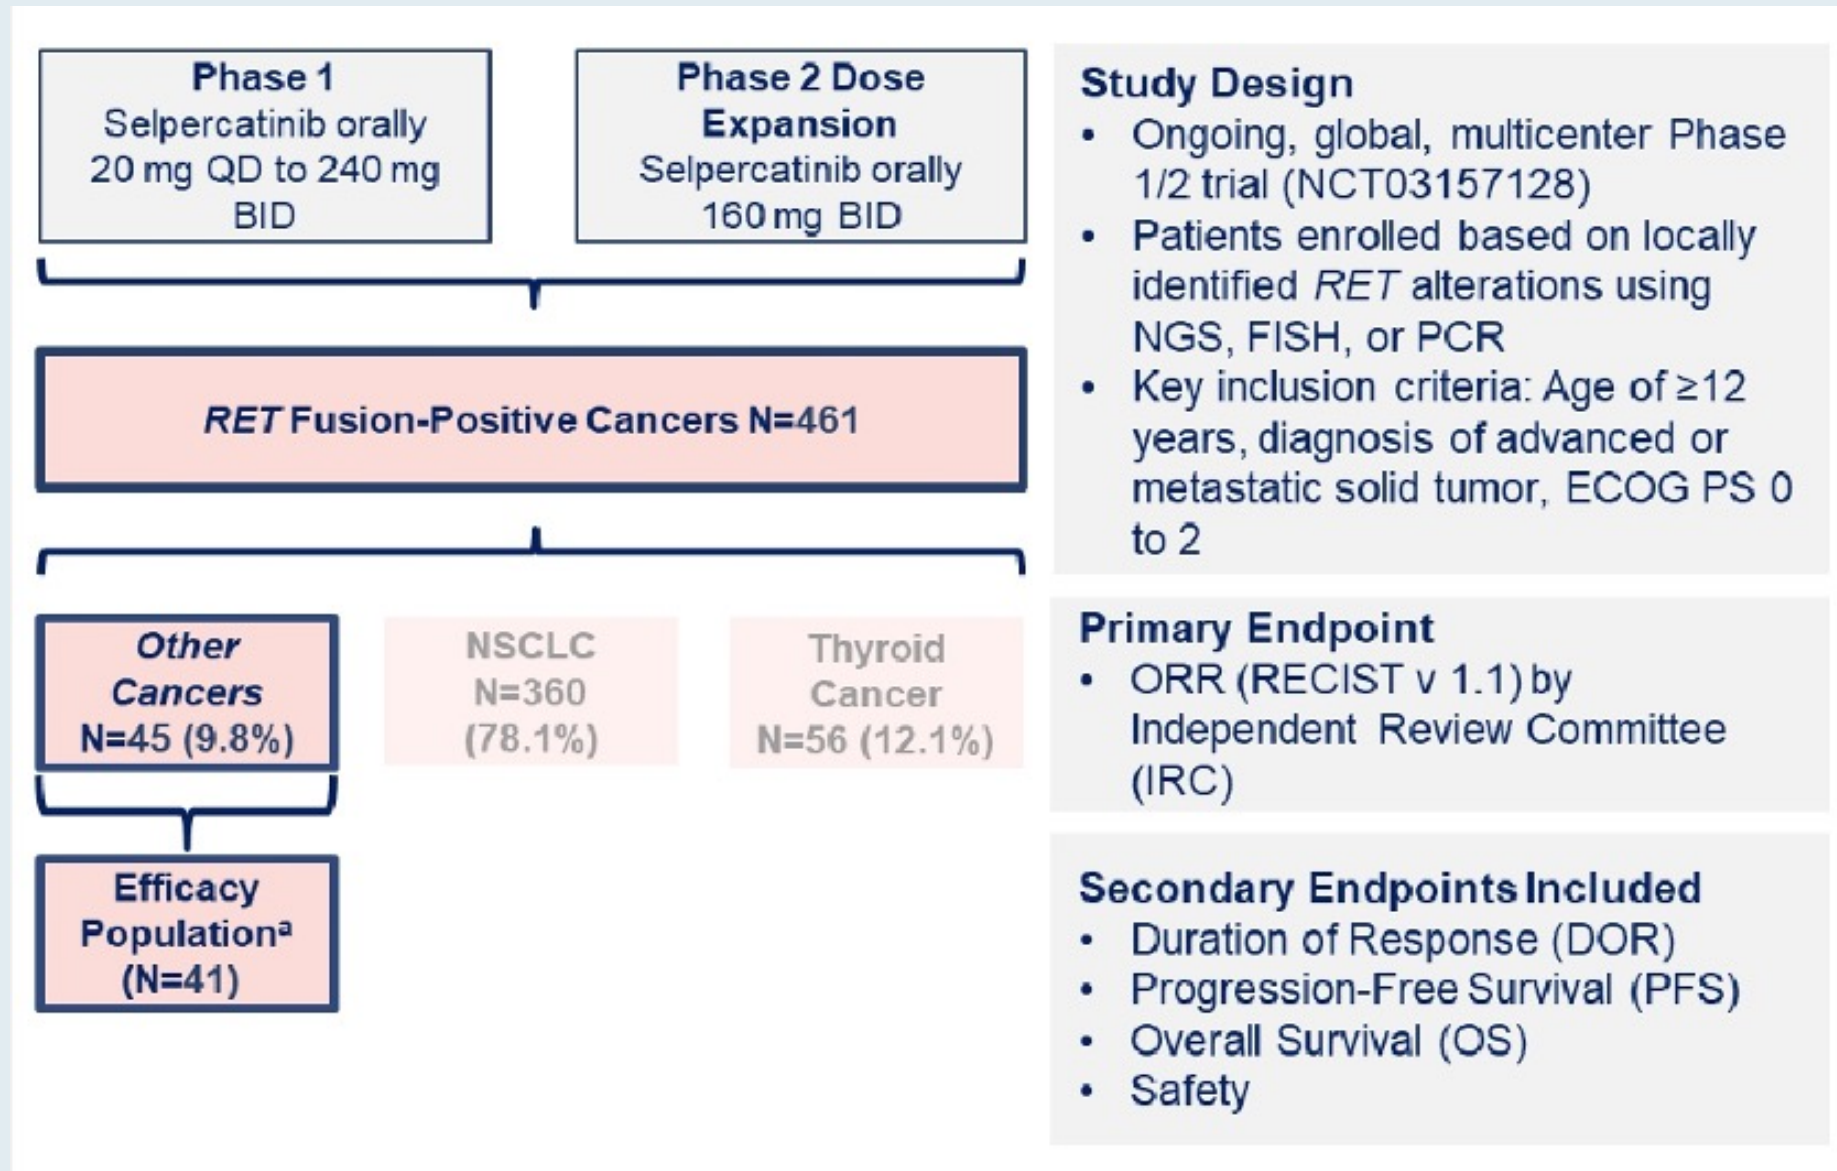 Phase 1
Selpercatinib orally
20 mg QD to 240 mg
BID
Phase 2 Dose
Expansion
Selpercatinib orally
160 mg BID
RET Fusion-Positive Cancers N=461
Other
Cancers
N=45 (9.8%)
NSCLC
N=360
(78.1%)
Thyroid
Cancer
N=56 (12.1%)
Efficacy
Populationᵃ
(N=41)
Study Design
• Ongoing, global, multicenter Phase
1/2 trial (NCT03157128)
• Patients enrolled based on locally
identified RET alterations using
NGS, FISH, or PCR
• Key inclusion criteria: Age of ≥12
years, diagnosis of advanced or
metastatic solid tumor, ECOG PS 0
to 2
Primary Endpoint
• ORR (RECIST v 1.1) by
Independent Review Committee
(IRC)
Secondary Endpoints Included
• Duration of Response (DOR)
• Progression-Free Survival (PFS)
• Overall Survival (OS)
• Safety